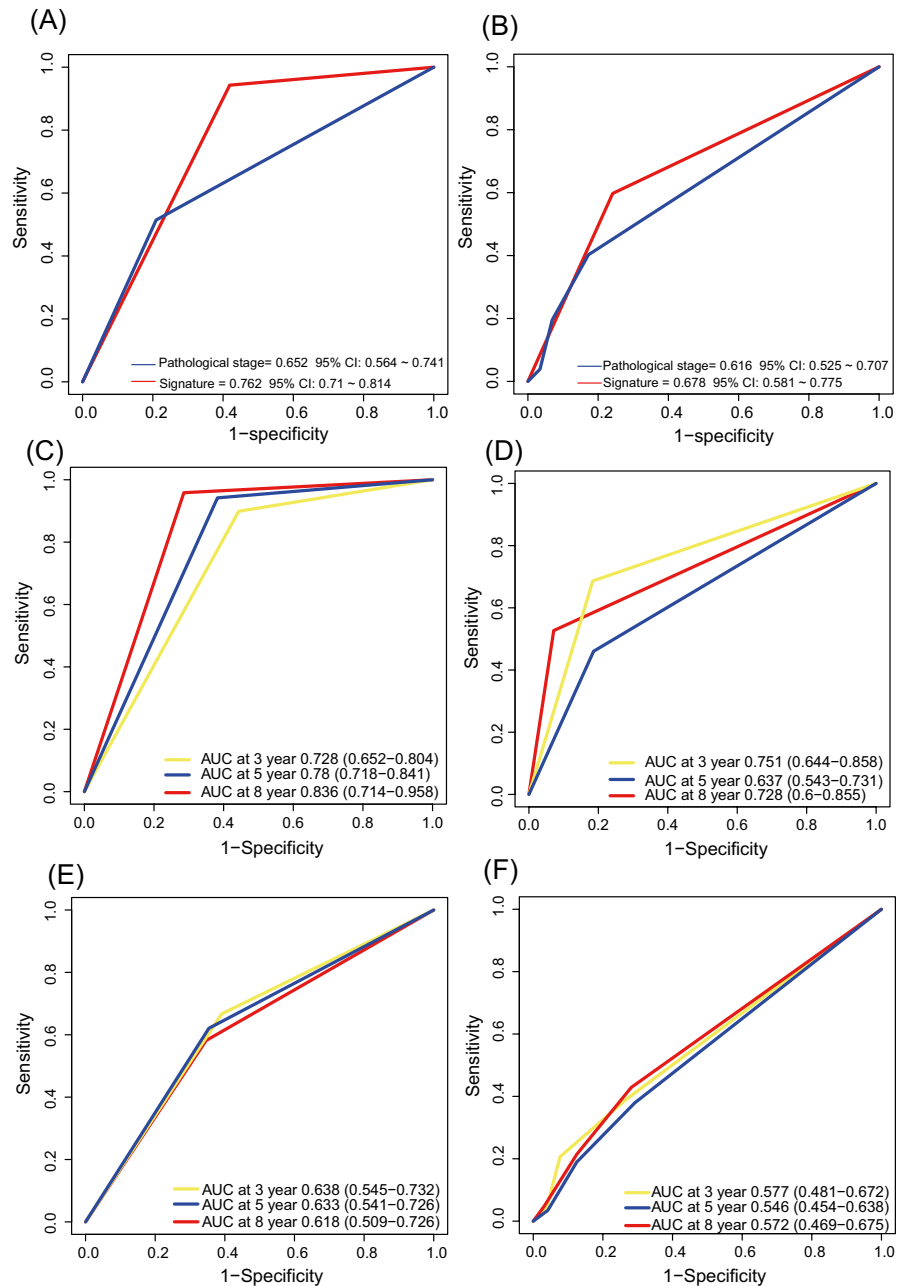 (A)
1.0
0.8
0.6
0.4
0.2
0.0
Sensitivity
Pathological stage= 0.652 95% CI: 0.564 ~ 0.741
Signature = 0.762 95% CI: 0.71 ~ 0.814
0.0 0.2 0.4 0.6 0.8 1.0
1−specificity
(B)
1.0
0.8
0.6
0.4
0.2
0.0
Sensitivity
Pathological stage= 0.616 95% CI: 0.525 ~ 0.707
Signature = 0.678 95% CI: 0.581 ~ 0.775
0.0 0.2 0.4 0.6 0.8 1.0
1−specificity
(C)
1.0
0.8
0.6
0.4
0.2
0.0
Sensitivity
AUC at 3 year 0.728 (0.652−0.804)
AUC at 5 year 0.78 (0.718−0.841)
AUC at 8 year 0.836 (0.714−0.958)
0.0 0.2 0.4 0.6 0.8 1.0
1−Specificity
(D)
1.0
0.8
0.6
0.4
0.2
0.0
Sensitivity
AUC at 3 year 0.751 (0.644−0.858)
AUC at 5 year 0.637 (0.543−0.731)
AUC at 8 year 0.728 (0.6−0.855)
0.0 0.2 0.4 0.6 0.8 1.0
1−Specificity
(E)
1.0
0.8
0.6
0.4
0.2
0.0
Sensitivity
AUC at 3 year 0.638 (0.545−0.732)
AUC at 5 year 0.633 (0.541−0.726)
AUC at 8 year 0.618 (0.509−0.726)
0.0 0.2 0.4 0.6 0.8 1.0
1−Specificity
(F)
1.0
0.8
0.6
0.4
0.2
0.0
Sensitivity
AUC at 3 year 0.577 (0.481−0.672)
AUC at 5 year 0.546 (0.454−0.638)
AUC at 8 year 0.572 (0.469−0.675)
0.0 0.2 0.4 0.6 0.8 1.0
1−Specificity